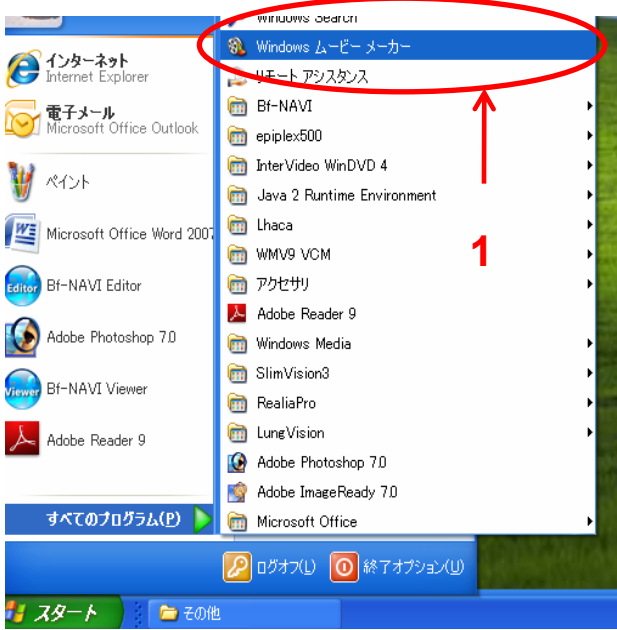 インターネット
Internet Explorer
電子メール
Microsoft Office Outlook
ペイント
Microsoft Office Word 2007
Editor
Bf-NAVI Editor
Adobe Photoshop 7.0
Viewer
Bf-NAVI Viewer
Adobe Reader 9
すべてのプログラム(P)
Windows Search
Windows ムービー メーカー
リモート アシスタンス
Bf-NAVI
epiplex500
InterVideo WinDVD 4
Java 2 Runtime Environment
Lhaca
1
WMV9 VCM
アクセサリ
Adobe Reader 9
Windows Media
SlimVision3
RealiaPro
LungVision
Adobe Photoshop 7.0
Adobe ImageReady 7.0
Microsoft Office
ログオフ(L)
終了オプション(U)
スタート
その他